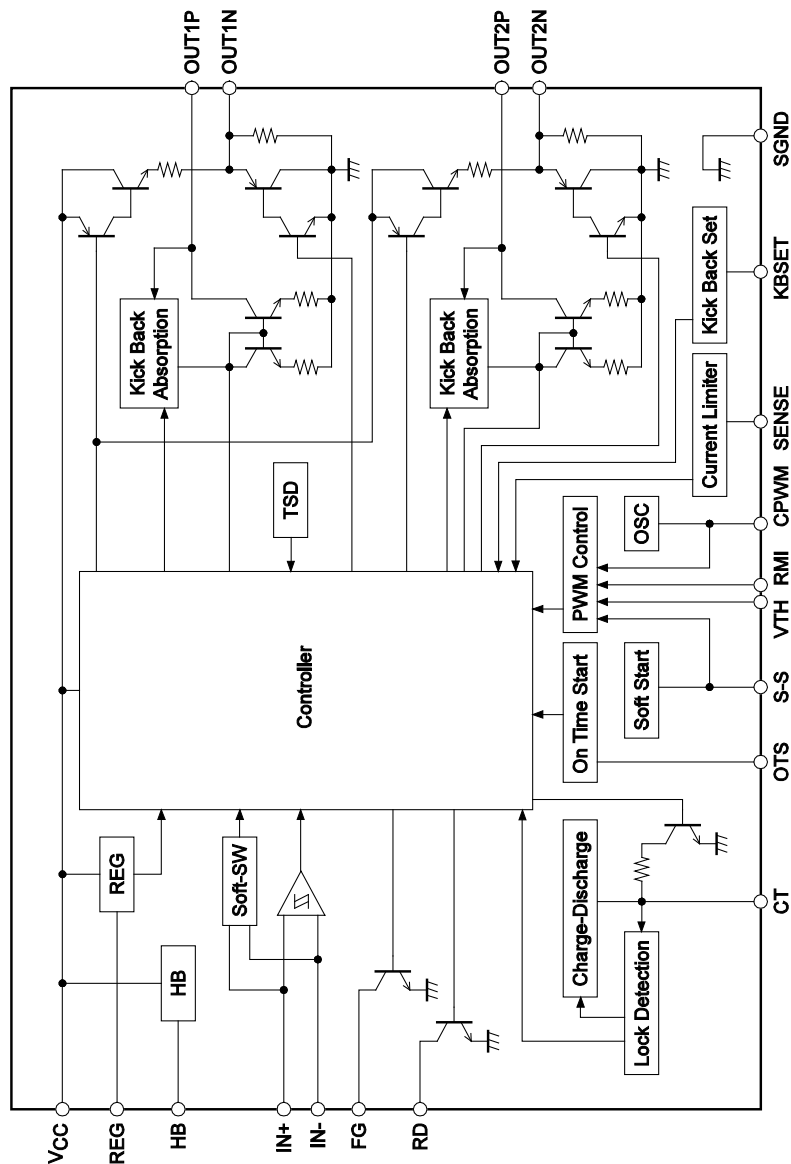 OUT1P
OUT1N
OUT2P
OUT2N
SGND
KBSET
SENSE
CPWM
RMI
VTH
S-S
OTS
CT
VCC
REG
HB
IN+
IN-
FG
RD
Kick Back
Absorption
Kick Back
Absorption
Kick Back Set
Current Limiter
TSD
OSC
PWM Control
Controller
Soft Start
On Time Start
REG
Soft-SW
HB
Charge-Discharge
Lock Detection